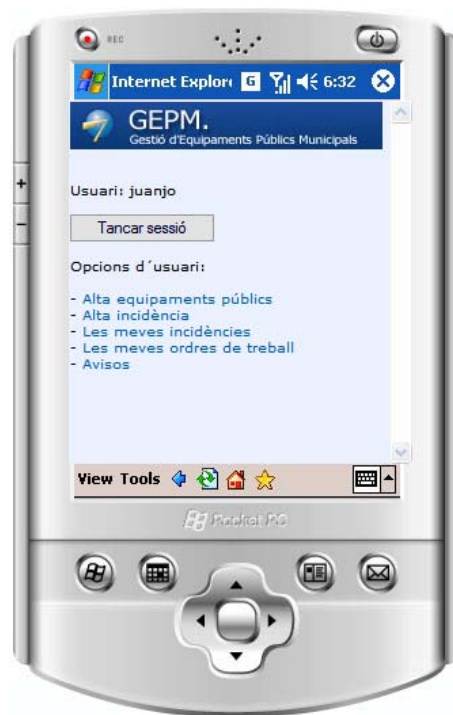 REC
Internet Explore G 6:32
GEPM.
Gestió d'Equipaments Públics Municipals
+
-
Usuari: juanjo
Tancar sessió
Opcions d´usuari:
- Alta equipaments públics
- Alta incidència
- Les meves incidències
- Les meves ordres de treball
- Avisos
View Tools
Pocket PC